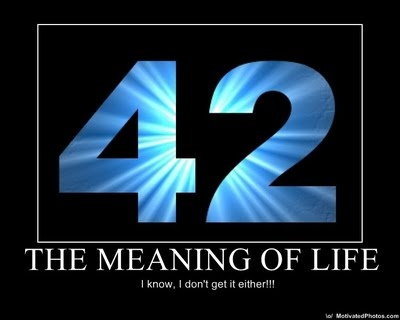 42
THE MEANING OF LIFE
I know, I don't get it either!!!
\o/ MotivatedPhotos.com